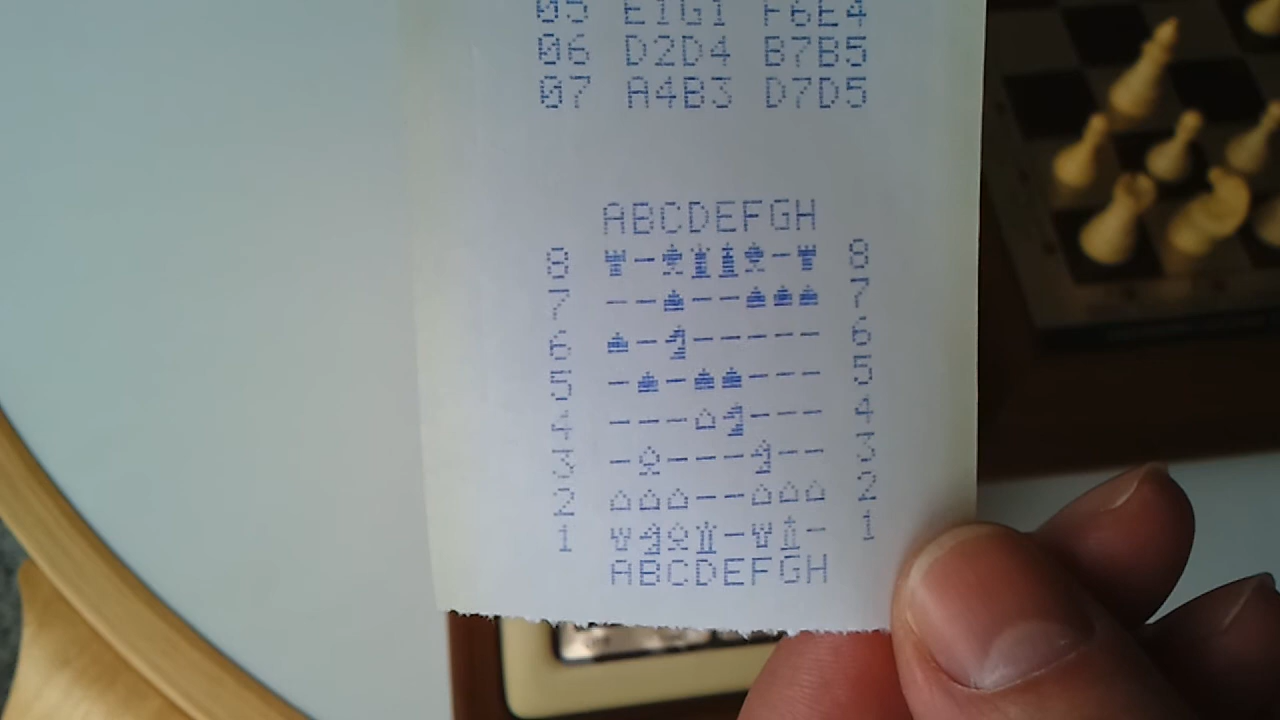 05 E1G1 F6E4
06 D2D4 B7B5
07 A4B3 D7D5
ABCDEFGH
8 8
7 7
6 6
5 5
4 4
3 3
2 2
1 1
ABCDEFGH